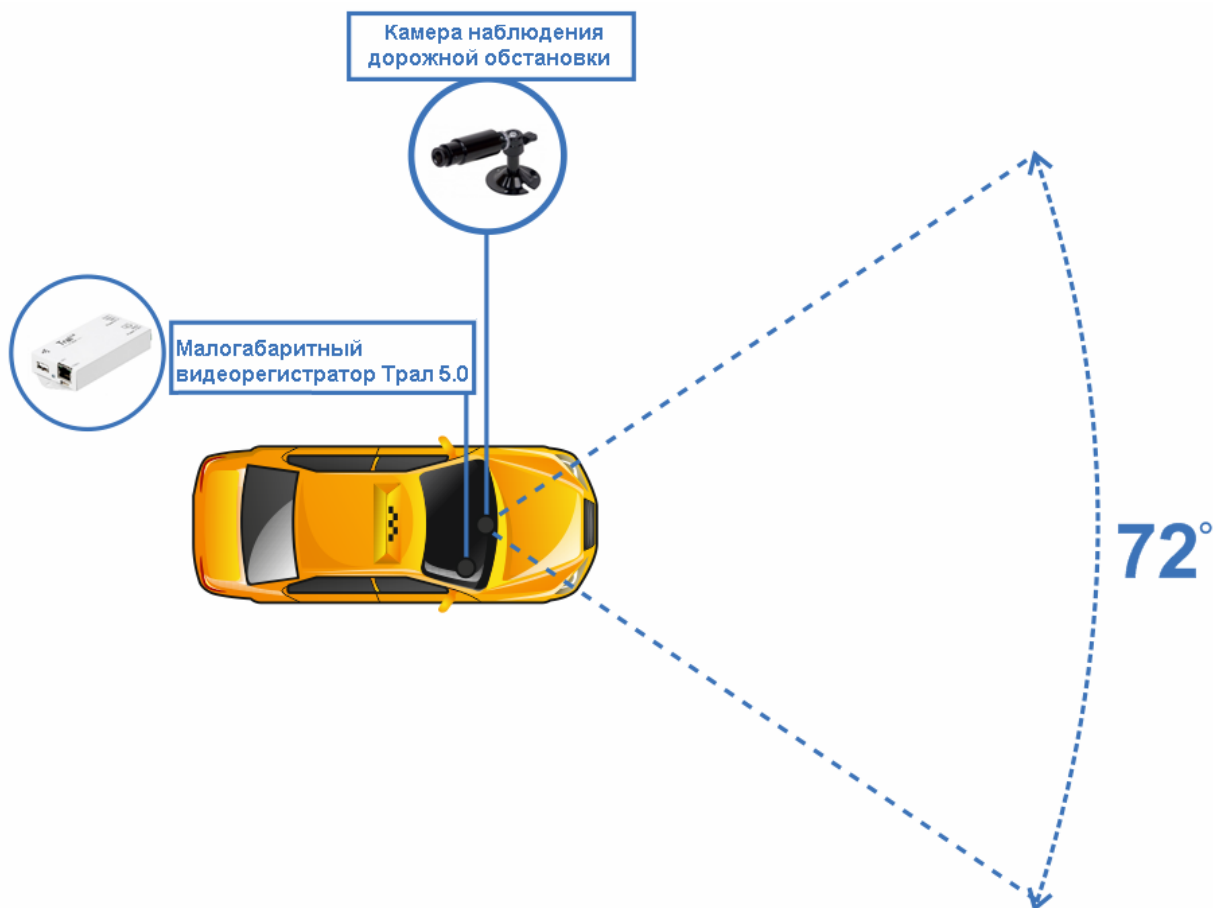 Камера наблюдения
дорожной обстановки
Малогабаритный
видеорегистратор Трал 5.0
72°